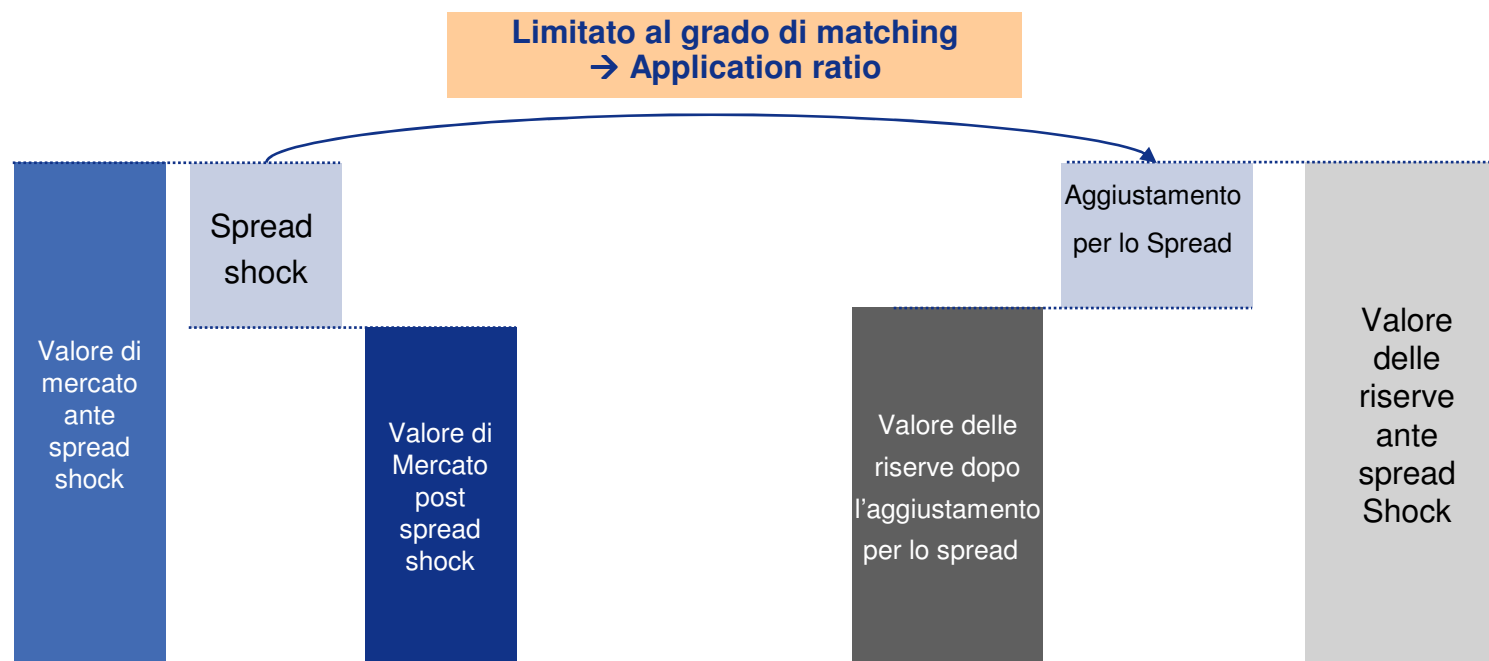 Limitato al grado di matching
→ Application ratio
Valore di
mercato
ante
spread
shock
Spread
shock
Valore di
Mercato
post
spread
shock
Valore delle
riserve dopo
l'aggiustamento
per lo spread
Aggiustamento
per lo Spread
Valore
delle
riserve
ante
spread
Shock